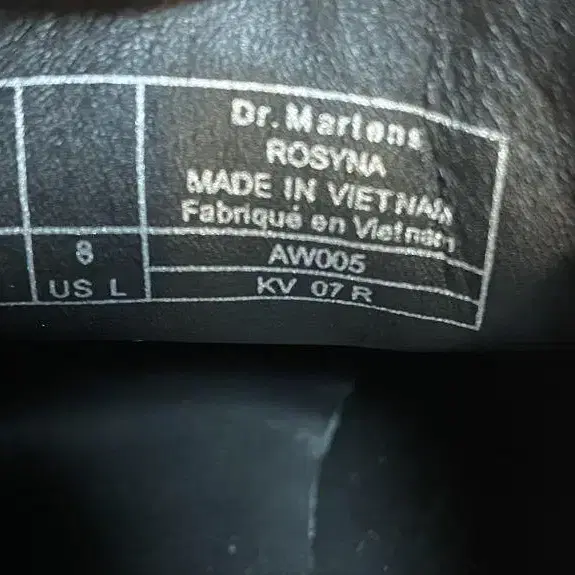 Dr.Martens
ROSYNA
MADE IN VIETNAM
Fabriqué en Vietnam
8
AW005
US L
KV 07 R